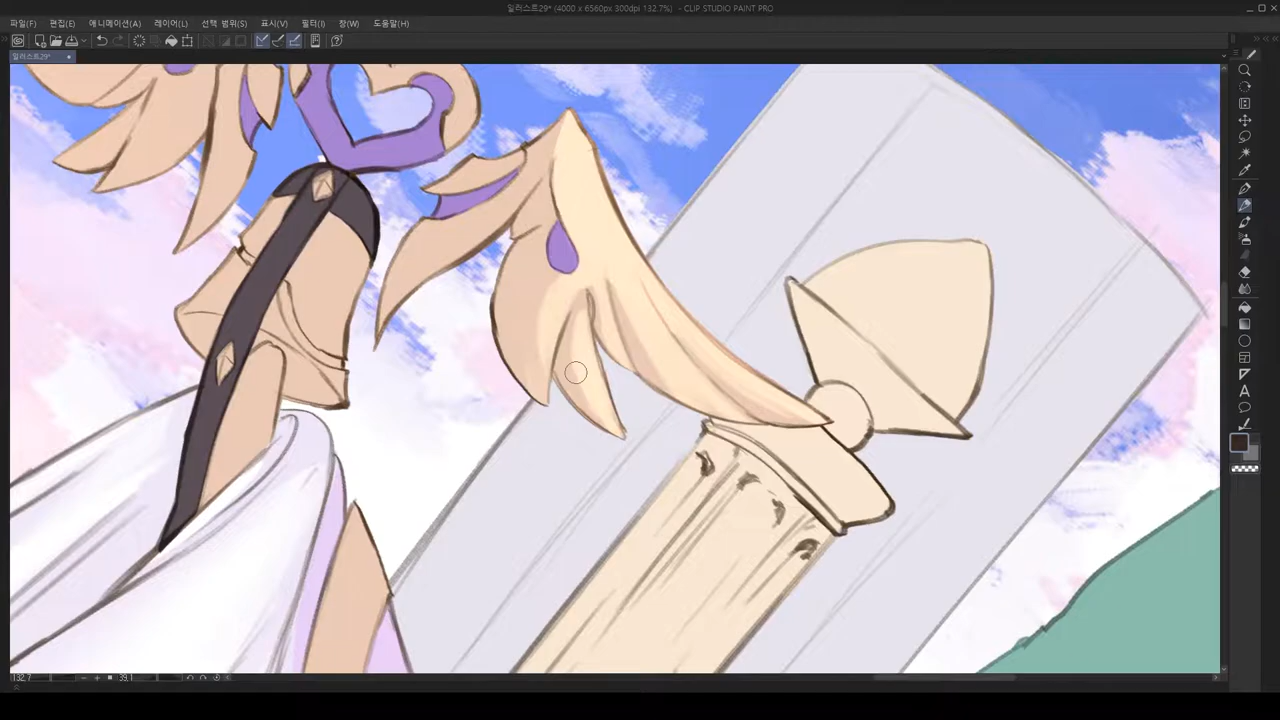 일러스트29* (4000 x 6560px 300dpi 132.7%) - CLIP STUDIO PAINT PRO
파일(F) 편집(E) 애니메이션(A) 레이어(L) 선택 범위(S) 표시(V) 필터(I) 창(W) 도움말(H)
일러스트29*
132.7 39.1